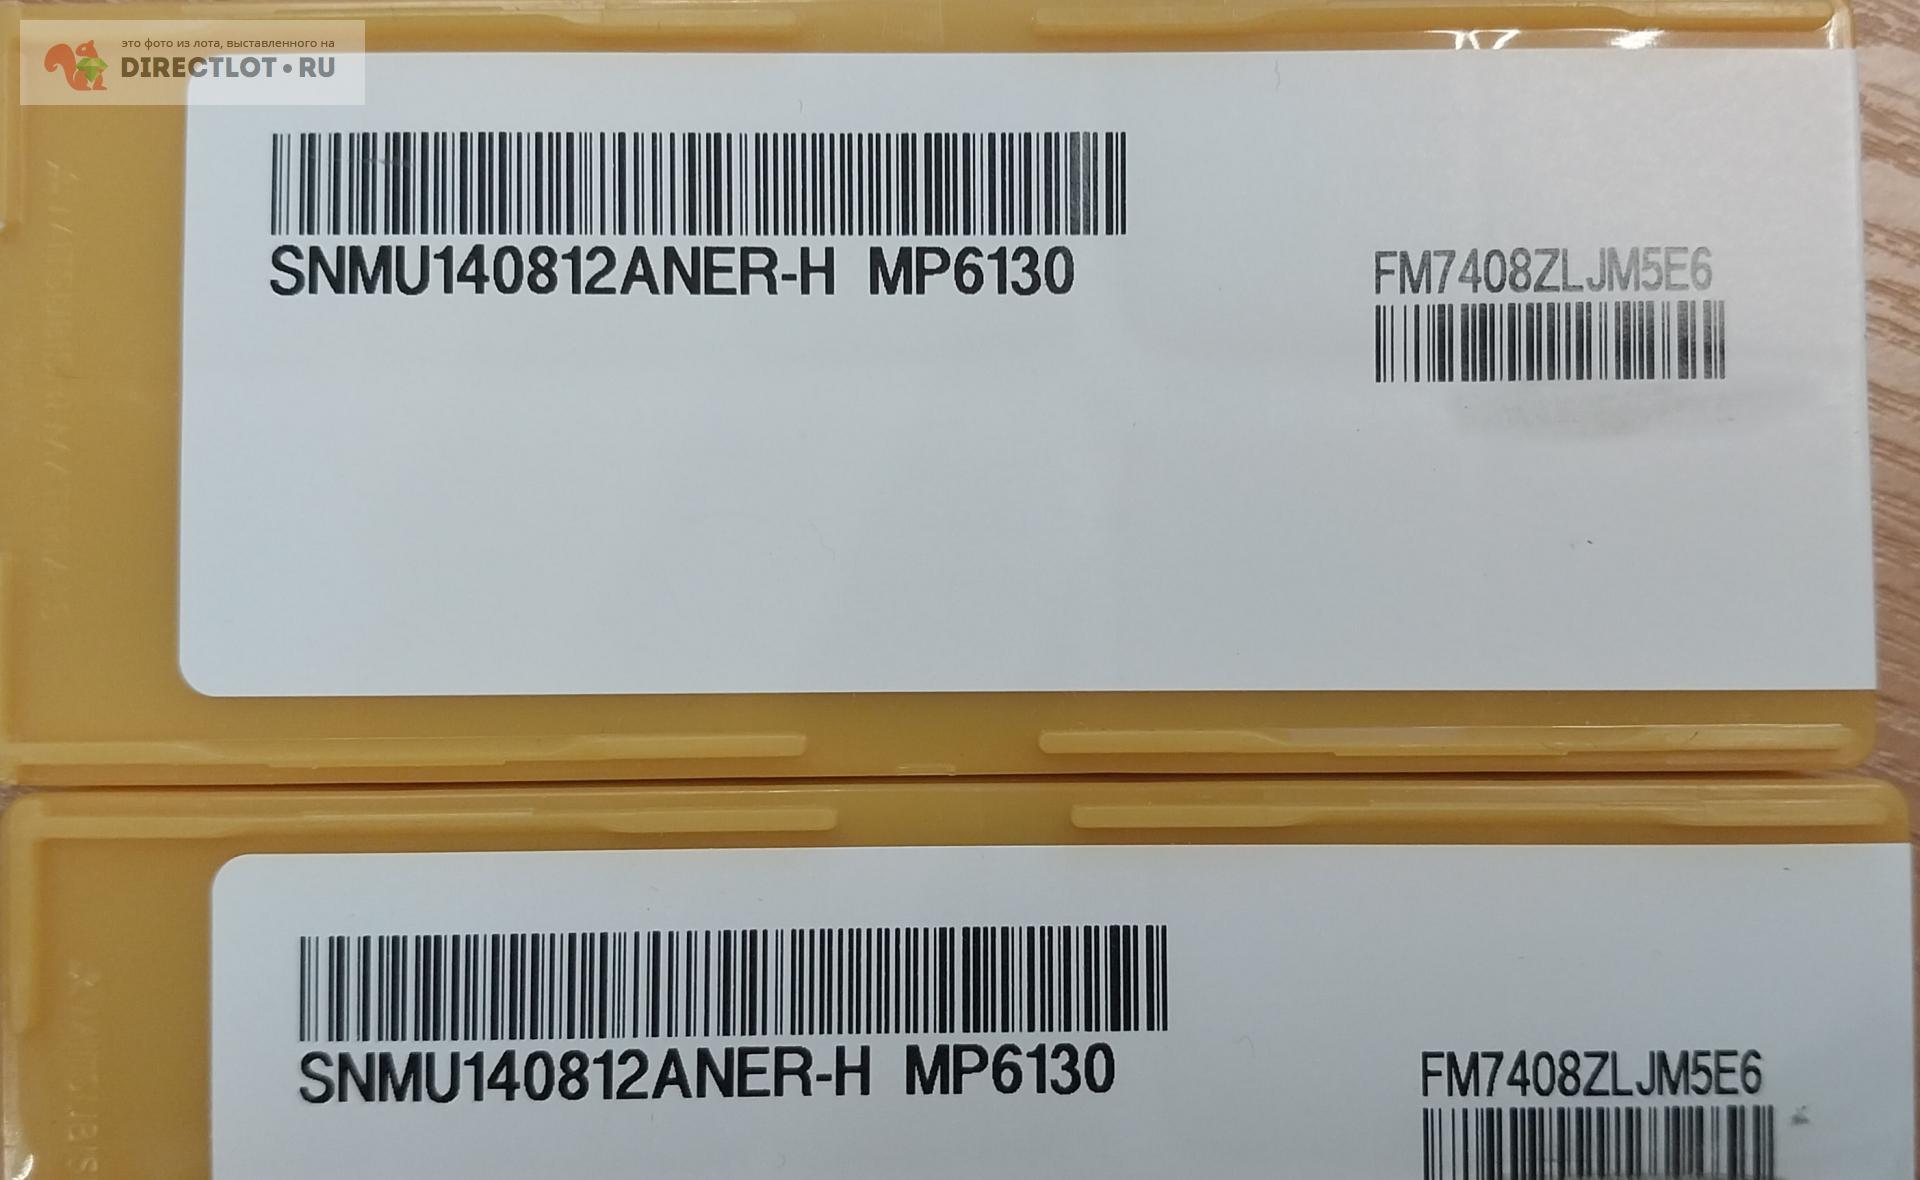 это фото из лота, выставленного на
DIRECTLOT•RU
SNMU140812ANER-H MP6130
FM7408ZLJM5E6
SNMU140812ANER-H MP6130
FM7408ZLJM5E6